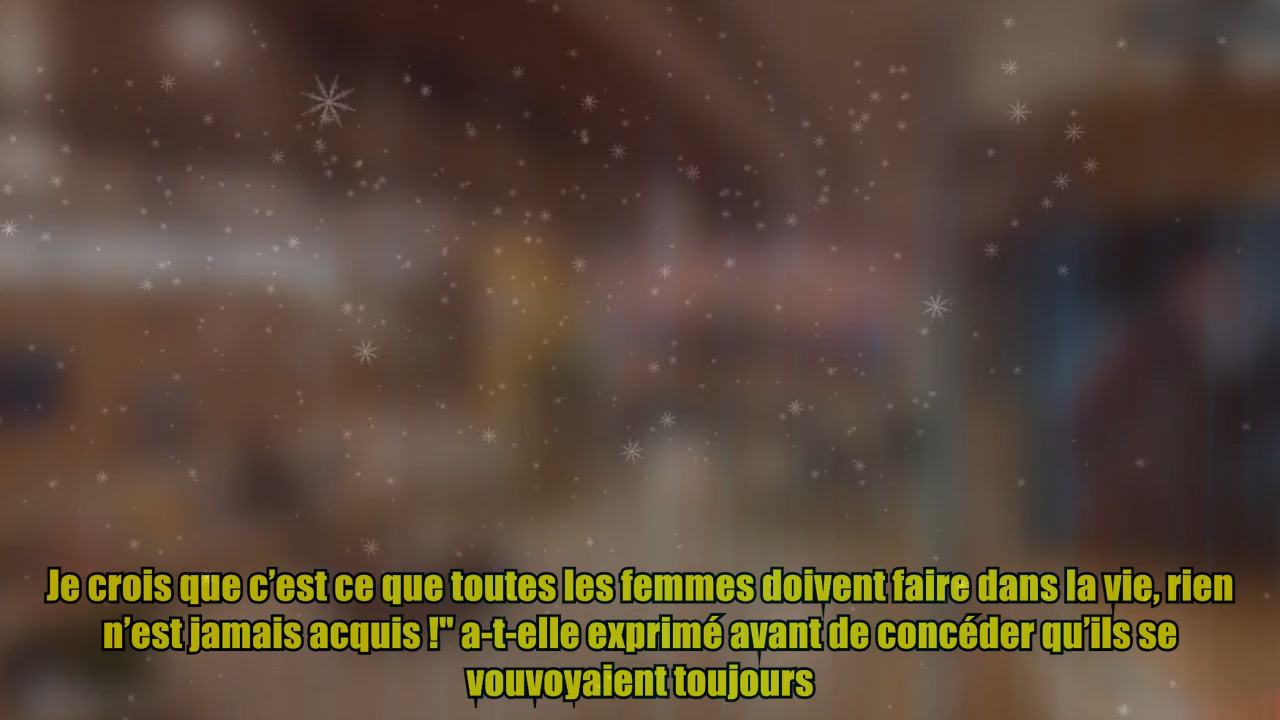 Je crois que c’est ce que toutes les femmes doivent faire dans la vie, rien
n’est jamais acquis !" a-t-elle exprimé avant de concéder qu’ils se
vouvoyaient toujours